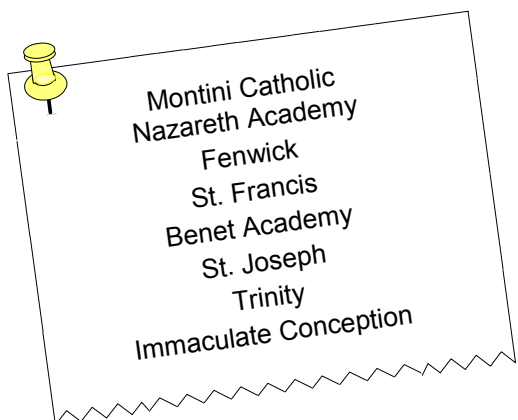 Montini Catholic
Nazareth Academy
Fenwick
St. Francis
Benet Academy
St. Joseph
Trinity
Immaculate Conception